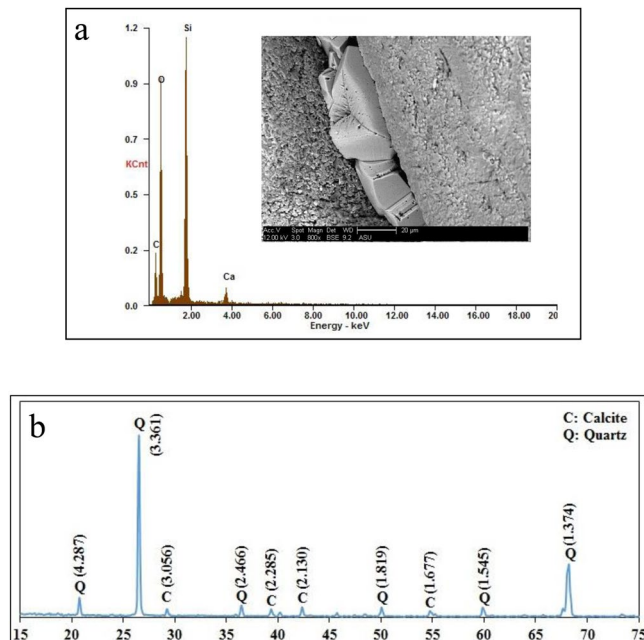 a
1.2
0.9
0.7
KCnt
0.5
0.2
0.0
C
O
Si
Ca
2.00 4.00 6.00 8.00 10.00 12.00 14.00 16.00 18.00 20
Energy - keV
Acc.V Spot Magn Det WD 20 µm
12.00 kV 3.0 800x BSE 9.2 ASU
b
C: Calcite
Q: Quartz
Q (4.287)
Q (3.361)
C (3.056)
Q (2.466)
C (2.285)
C (2.130)
Q (1.819)
C (1.677)
Q (1.545)
Q (1.374)
15 20 25 30 35 40 45 50 55 60 65 70 75